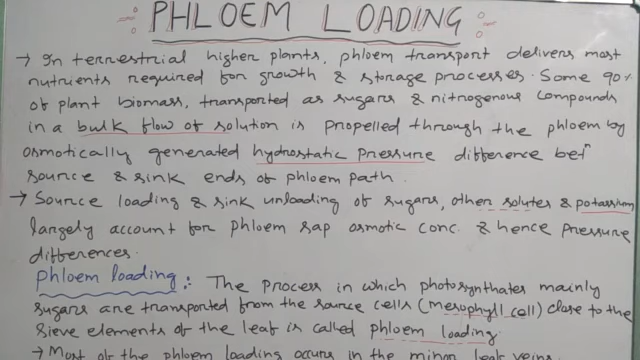 PHLOEM LOADING
→ In terrestrial higher plants, phloem transport delivers most
nutrients required for growth & storage processes. Some 90%
of plant biomass, transported as sugars & nitrogenous compounds
in a bulk flow of solution is propelled through the phloem by
osmotically generated hydrostatic pressure difference betⁿ
source & sink ends of phloem path.
→ Source loading & sink unloading of sugars, other solutes & potassium
largely account for phloem sap osmotic conc. & hence pressure
differences.
Phloem loading :- The process in which photosynthates mainly
sugars are transported from the source cells (mesophyll cell) close to the
sieve elements of the leaf is called phloem loading.
→ Most of the phloem loading occurs in the minor leaf veins